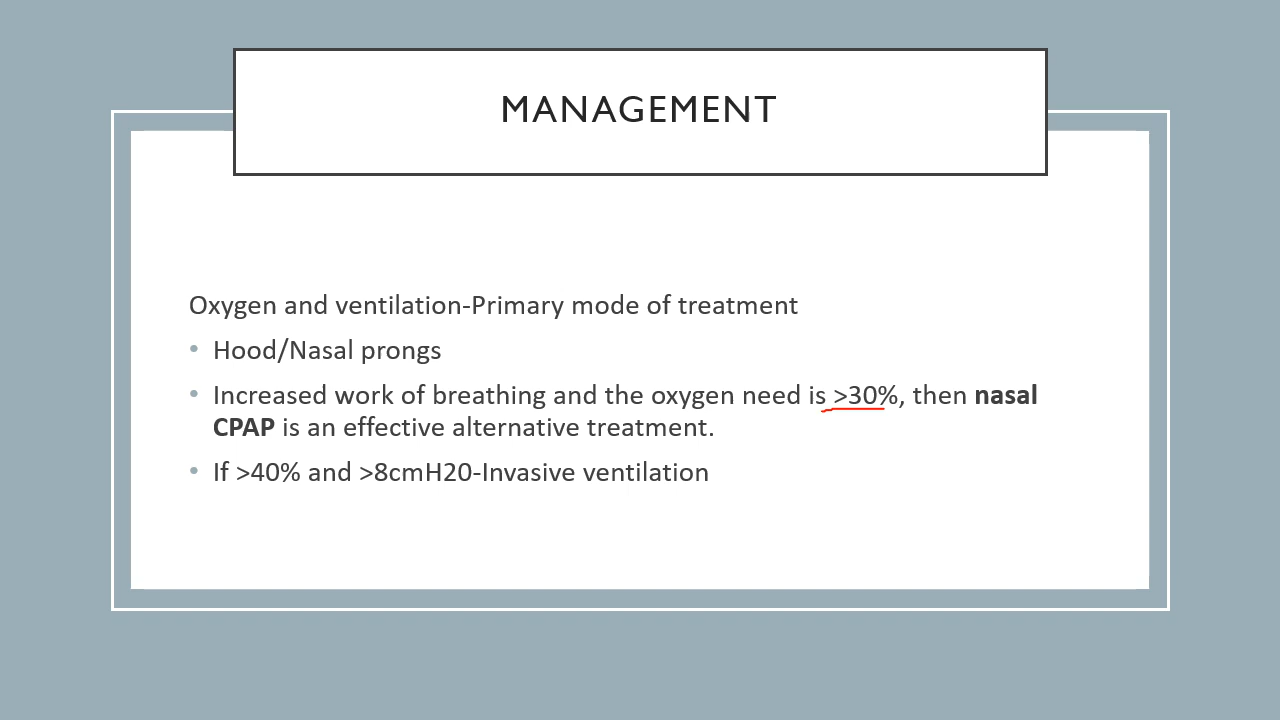 MANAGEMENT
Oxygen and ventilation-Primary mode of treatment
• Hood/Nasal prongs
• Increased work of breathing and the oxygen need is >30%, then nasal
CPAP is an effective alternative treatment.
• If >40% and >8cmH20-Invasive ventilation